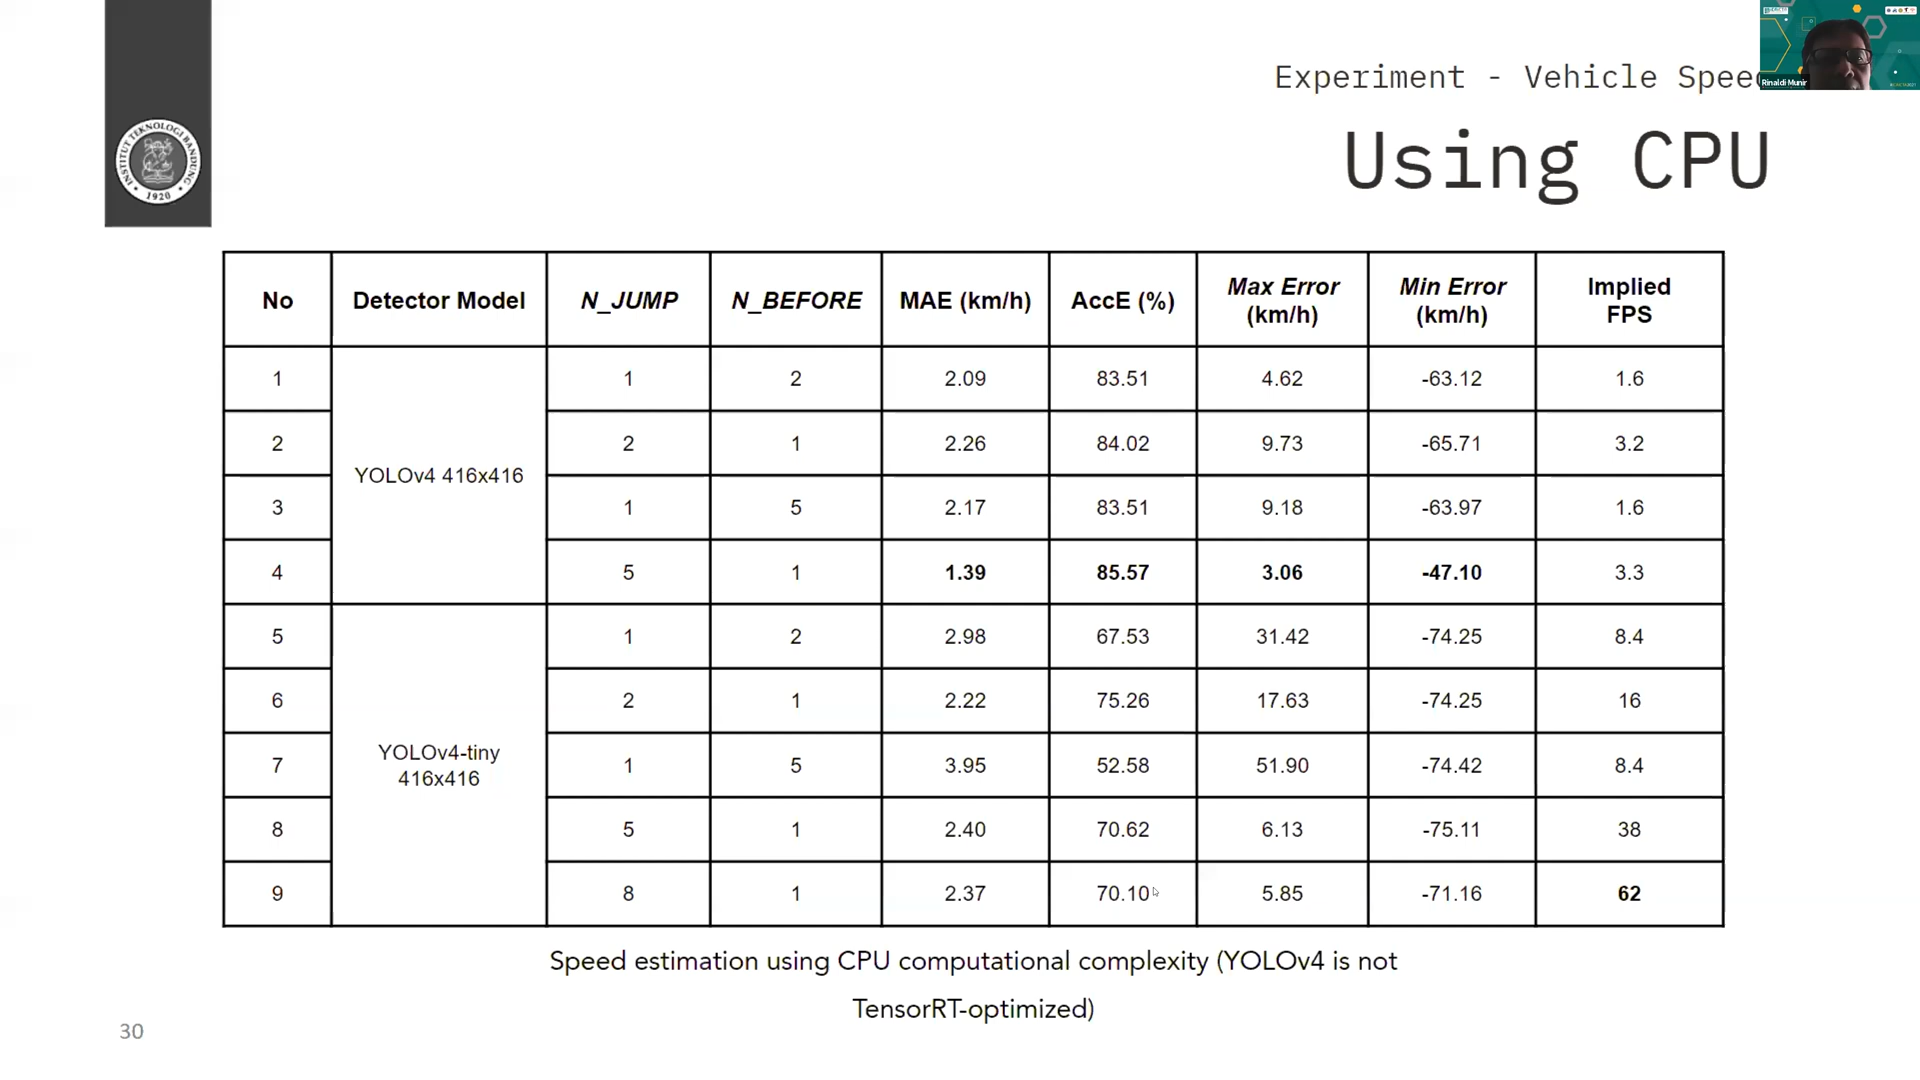 Experiment - Vehicle Spee
Rinaldi Munir
Using CPU
INSTITUT TEKNOLOGI BANDUNG
1920
No Detector Model N_JUMP N_BEFORE MAE (km/h) AccE (%) Max Error (km/h) Min Error (km/h) Implied FPS
1 YOLOv4 416x416 1 2 2.09 83.51 4.62 -63.12 1.6
2 2 1 2.26 84.02 9.73 -65.71 3.2
3 1 5 2.17 83.51 9.18 -63.97 1.6
4 5 1 1.39 85.57 3.06 -47.10 3.3
5 YOLOv4-tiny 416x416 1 2 2.98 67.53 31.42 -74.25 8.4
6 2 1 2.22 75.26 17.63 -74.25 16
7 1 5 3.95 52.58 51.90 -74.42 8.4
8 5 1 2.40 70.62 6.13 -75.11 38
9 8 1 2.37 70.10 5.85 -71.16 62
Speed estimation using CPU computational complexity (YOLOv4 is not
TensorRT-optimized)
30